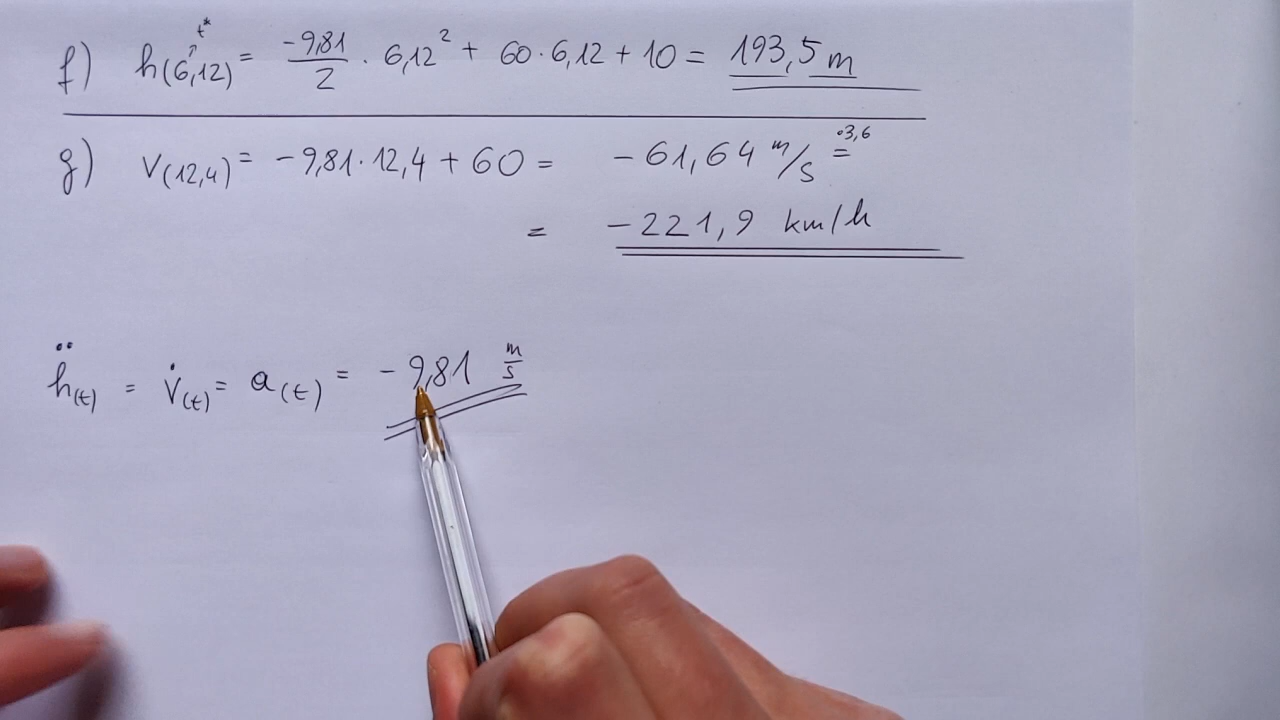 t*
f) h(6,12) = -9,81/2 · 6,12² + 60 · 6,12 + 10 = 193,5 m
g) v(12,4) = -9,81 · 12,4 + 60 = -61,64 m/s =
·3,6
= -221,9 km/h
ḧ(t) = v̇(t) = a(t) = -9,81 m/s